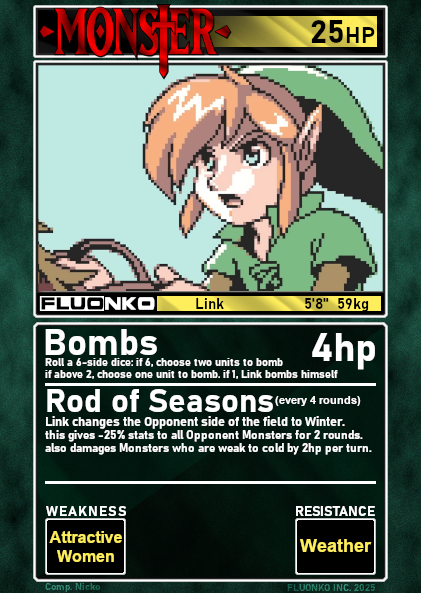 MONSTER
25HP
FLUONKO
Link
5'8" 59kg
Bombs
4hp
Roll a 6-side dice: if 6, choose two units to bomb
if above 2, choose one unit to bomb. if 1, Link bombs himself
Rod of Seasons (every 4 rounds)
Link changes the Opponent side of the field to Winter.
this gives -25% stats to all Opponent Monsters for 2 rounds.
also damages Monsters who are weak to cold by 2hp per turn.
WEAKNESS
RESISTANCE
Attractive
Women
Weather
Comp. Nicko
FLUONKO INC. 2025